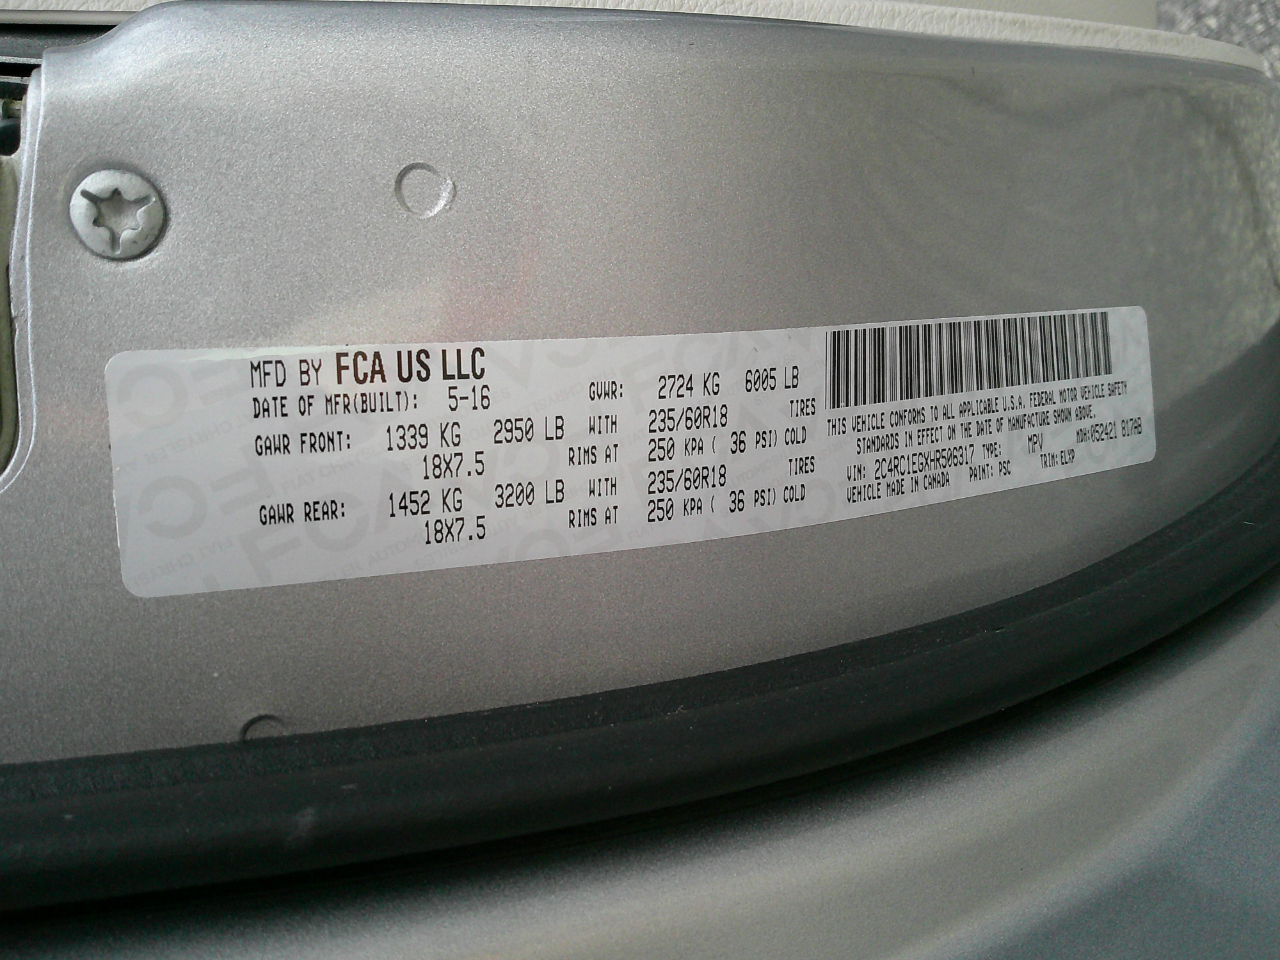 MFD BY FCA US LLC
DATE OF MFR(BUILT): 5-16 GVWR: 2724 KG 6005 LB
GAWR FRONT: 1339 KG 2950 LB WITH 235/60R18 TIRES
18X7.5 RIMS AT 250 KPA ( 36 PSI) COLD
GAWR REAR: 1452 KG 3200 LB WITH 235/60R18 TIRES
18X7.5 RIMS AT 250 KPA ( 36 PSI) COLD
THIS VEHICLE CONFORMS TO ALL APPLICABLE U.S.A. FEDERAL MOTOR VEHICLE SAFETY
STANDARDS IN EFFECT ON THE DATE OF MANUFACTURE SHOWN ABOVE.
VIN: 2C4RC1EGXHR506317 TYPE: MPV MDH:052421 817AB
VEHICLE MADE IN CANADA PAINT: PSC TRIM: ELXP